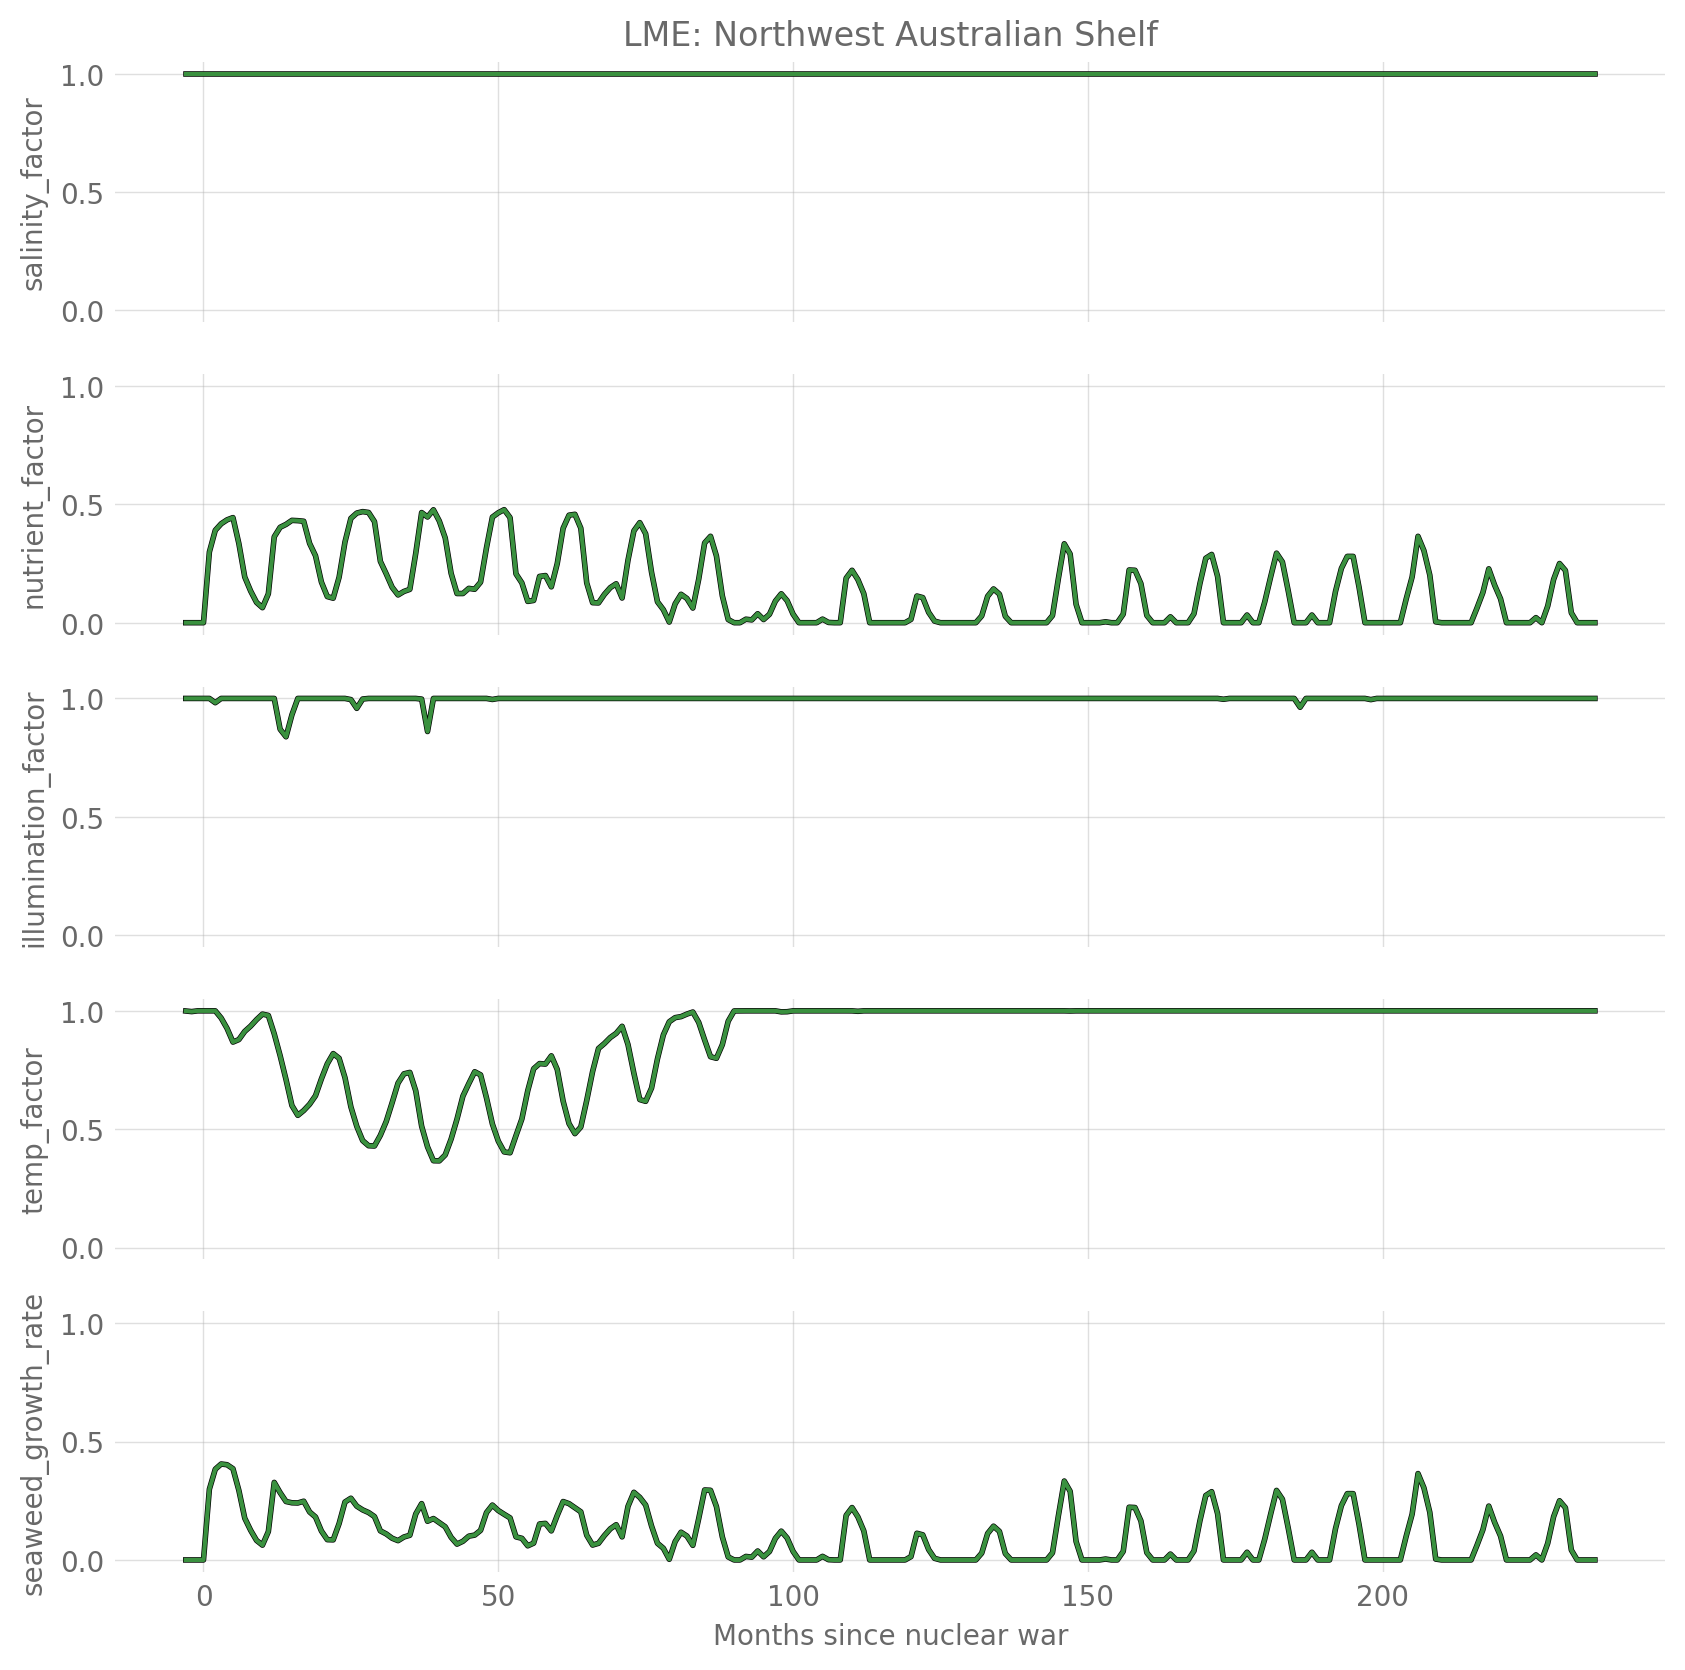 LME: Northwest Australian Shelf
salinity_factor
1.0
0.5
0.0
nutrient_factor
1.0
0.5
0.0
illumination_factor
1.0
0.5
0.0
temp_factor
1.0
0.5
0.0
seaweed_growth_rate
1.0
0.5
0.0
0 50 100 150 200
Months since nuclear war